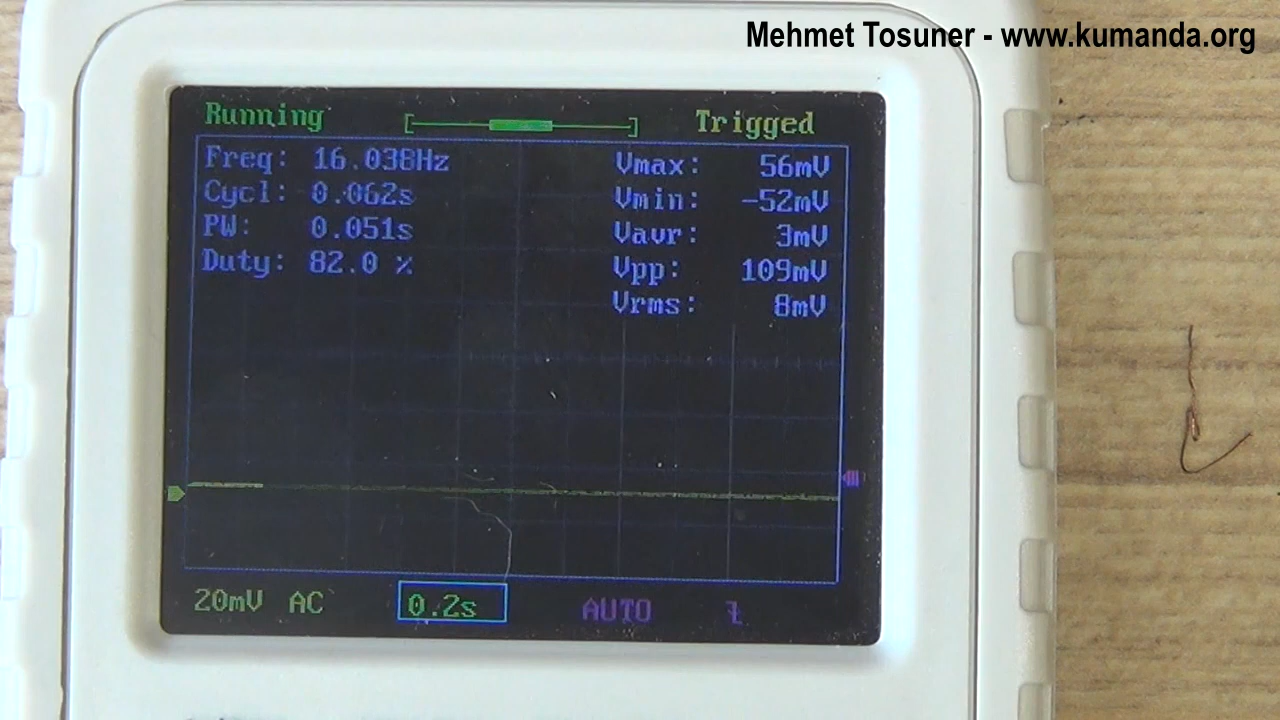 Mehmet Tosuner - www.kumanda.org
Running
Trigged
Freq: 16.038Hz
Cycl: 0.062s
PW: 0.051s
Duty: 82.0 %
Vmax: 56mV
Vmin: -52mV
Vavr: 3mV
Vpp: 109mV
Vrms: 8mV
20mV AC 0.2s AUTO